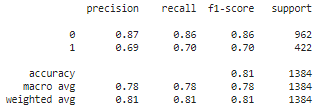 precision recall f1-score support
0 0.87 0.86 0.86 962
1 0.69 0.70 0.70 422
accuracy 0.81 1384
macro avg 0.78 0.78 0.78 1384
weighted avg 0.81 0.81 0.81 1384